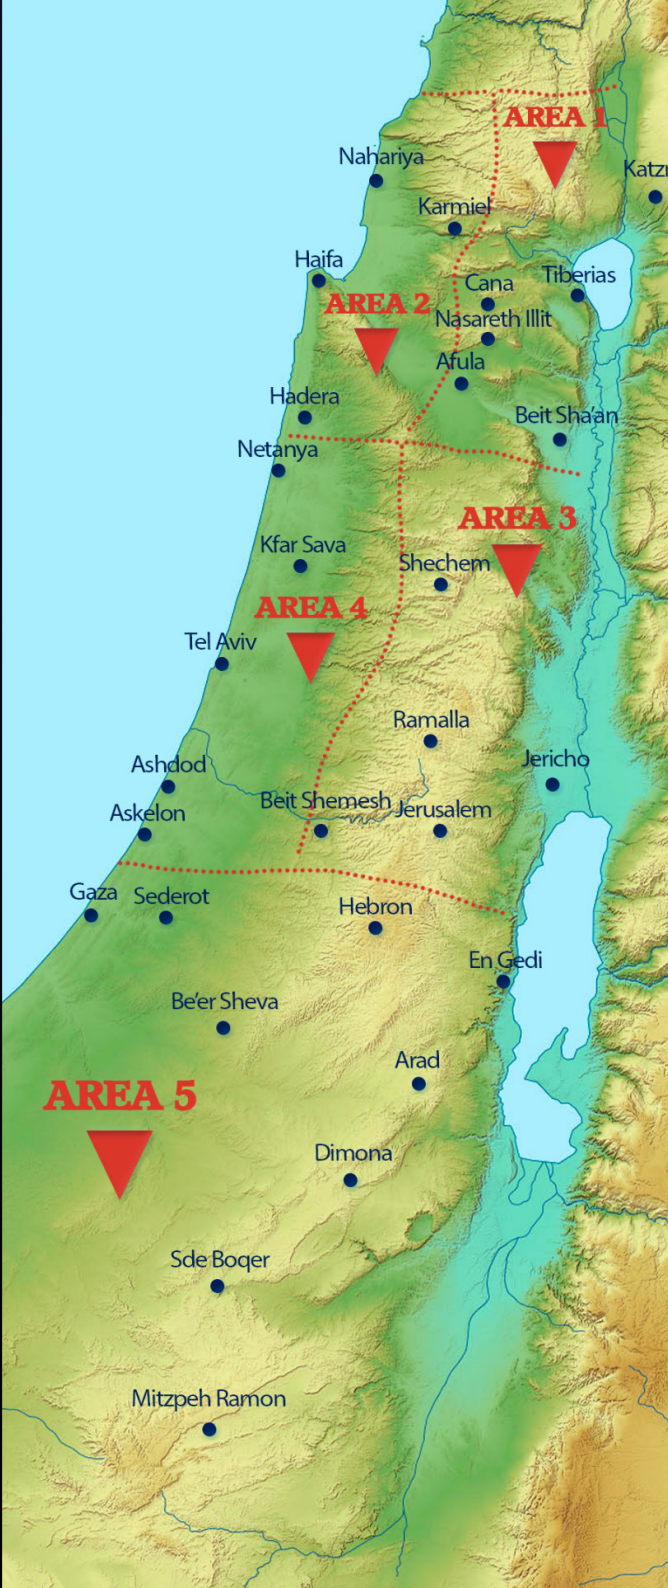 AREA 1
Nahariya
Katzr
Karmiel
Haifa
Cana
Tiberias
AREA 2
Nasareth Illit
Afula
Hadera
Beit Sha'an
Netanya
AREA 3
Kfar Sava
Shechem
AREA 4
Tel Aviv
Ramalla
Ashdod
Jericho
Askelon
Beit Shemesh
Jerusalem
Gaza
Sederot
Hebron
En Gedi
Be'er Sheva
Arad
AREA 5
Dimona
Sde Boqer
Mitzpeh Ramon